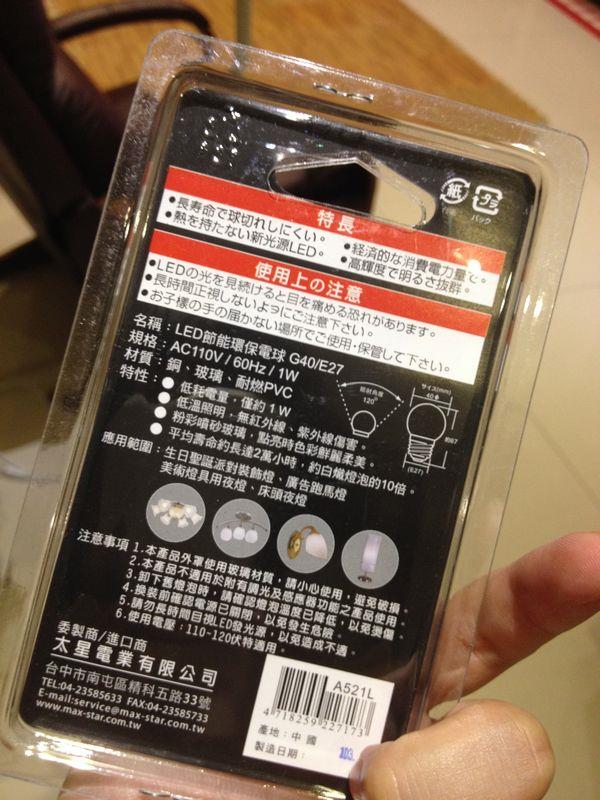 紙
パック
特長
●長寿命で球切れしにくい。
●熱を持たない新光源LED。
●経済的な消費電力量で。
●高輝度で明るさ抜群。
使用上の注意
●LEDの光を見続けると目を痛める恐れがあります。
●長時間正視しないようにご注意下さい。
●お子様の手の届かない場所でご使用・保管して下さい。
名稱：LED節能環保電球 G40/E27
規格：AC110V / 60Hz / 1W
材質：銅、玻璃、耐燃PVC
特性：●低耗電量，僅約1W
●低溫照明，無紅外線、紫外線傷害。
●粉彩噴砂玻璃，點亮時色彩鮮麗柔美。
●平均壽命約長達2萬小時，約白熾燈泡的10倍。
應用範圍：生日聖誕派對裝飾燈、廣告跑馬燈
美術燈具用夜燈、床頭夜燈
照射角度
120°
サイズ(mm)
40ф
約67
(E27)
注意事項 1.本產品外罩使用玻璃材質，請小心使用，避免破損。
2.本產品不適用於附有調光及感應器功能之產品使用。
3.卸下舊燈泡時，請確認燈泡溫度已降低，以免燙傷。
4.換裝前確認電源已關閉，以免發生危險。
5.請勿長時間目視LED發光源，以免造成不適。
6.使用電壓：110~120伏特適用。
委製商/進口商
太星電業有限公司
台中市南屯區精科五路33號
TEL:04-23585633 FAX:04-23585733
E-mail:service@max-star.com.tw
www.max-star.com.tw
A521L
4718259227173
產地：中國
製造日期：103.